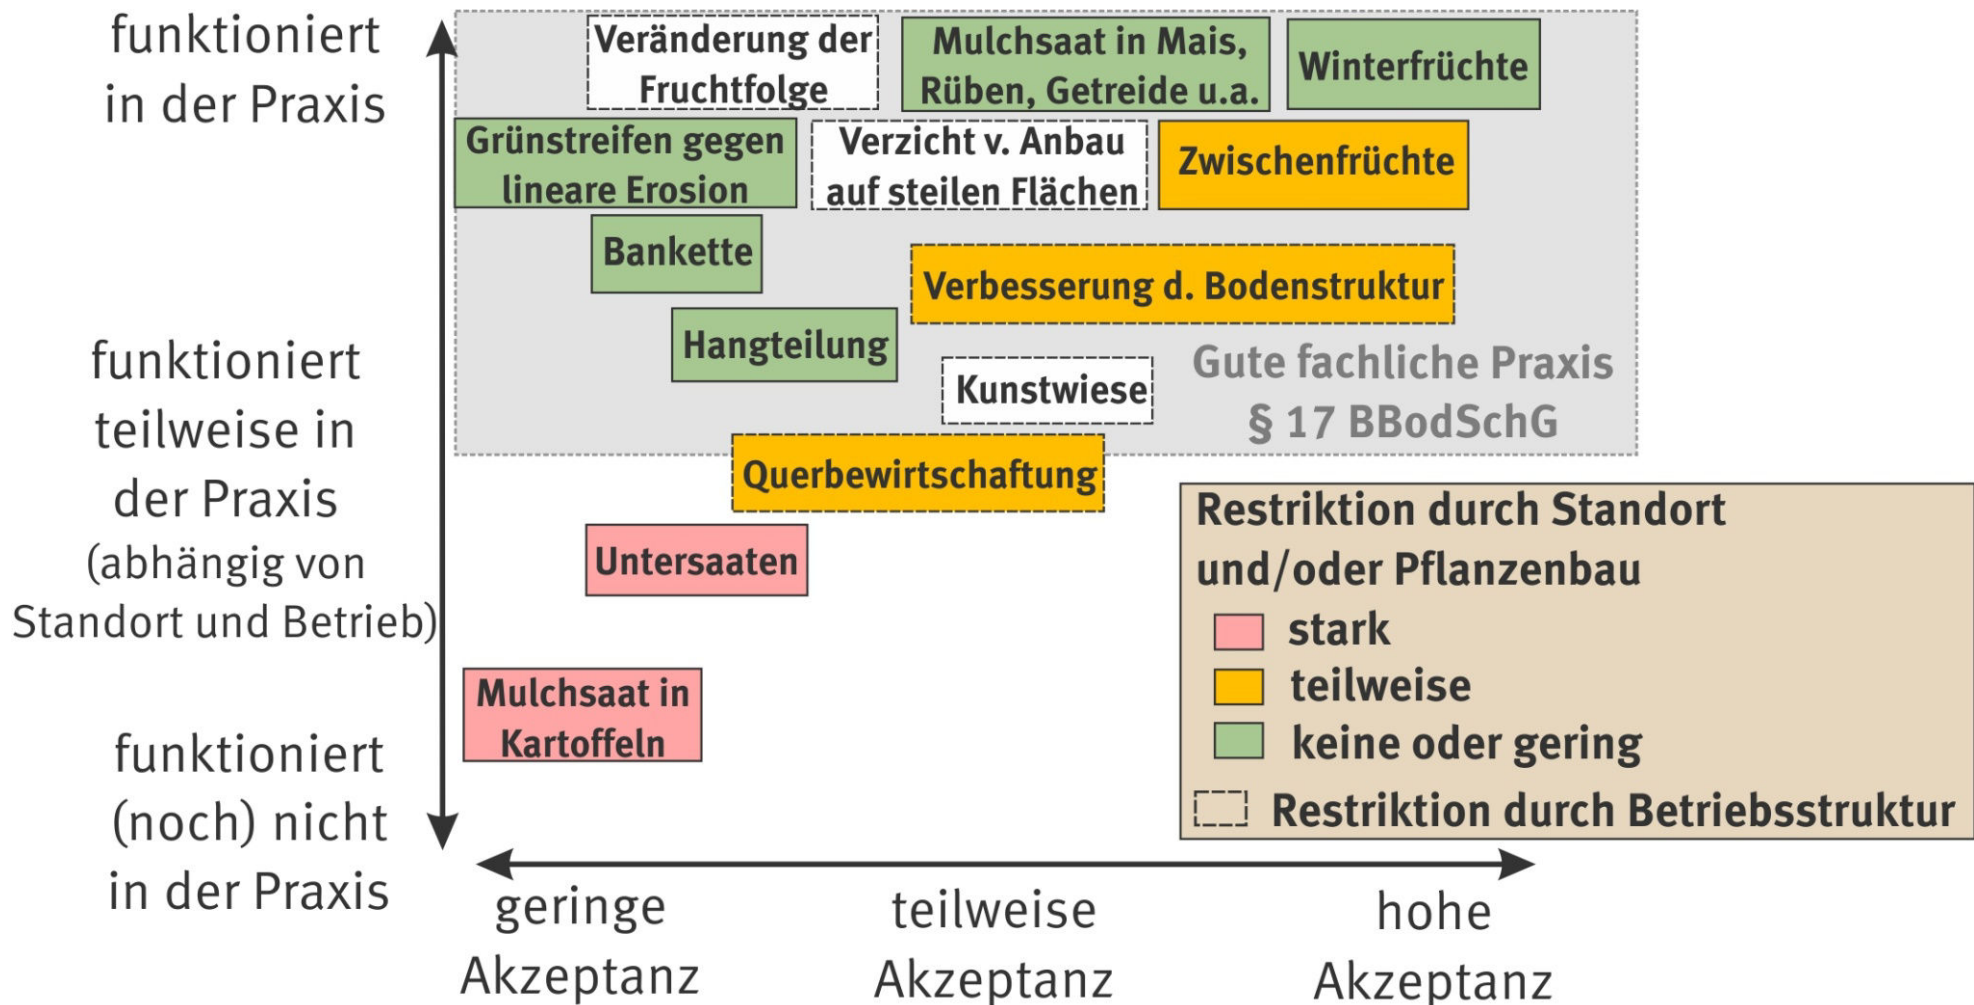 funktioniert
in der Praxis
funktioniert
teilweise in
der Praxis
(abhängig von
Standort und Betrieb)
funktioniert
(noch) nicht
in der Praxis
Veränderung der
Fruchtfolge
Mulchsaat in Mais,
Rüben, Getreide u.a.
Winterfrüchte
Grünstreifen gegen
lineare Erosion
Verzicht v. Anbau
auf steilen Flächen
Zwischenfrüchte
Bankette
Verbesserung d. Bodenstruktur
Hangteilung
Kunstwiese
Gute fachliche Praxis
§ 17 BBodSchG
Querbewirtschaftung
Untersaaten
Mulchsaat in
Kartoffeln
Restriktion durch Standort
und/oder Pflanzenbau
stark
teilweise
keine oder gering
Restriktion durch Betriebsstruktur
geringe
Akzeptanz
teilweise
Akzeptanz
hohe
Akzeptanz